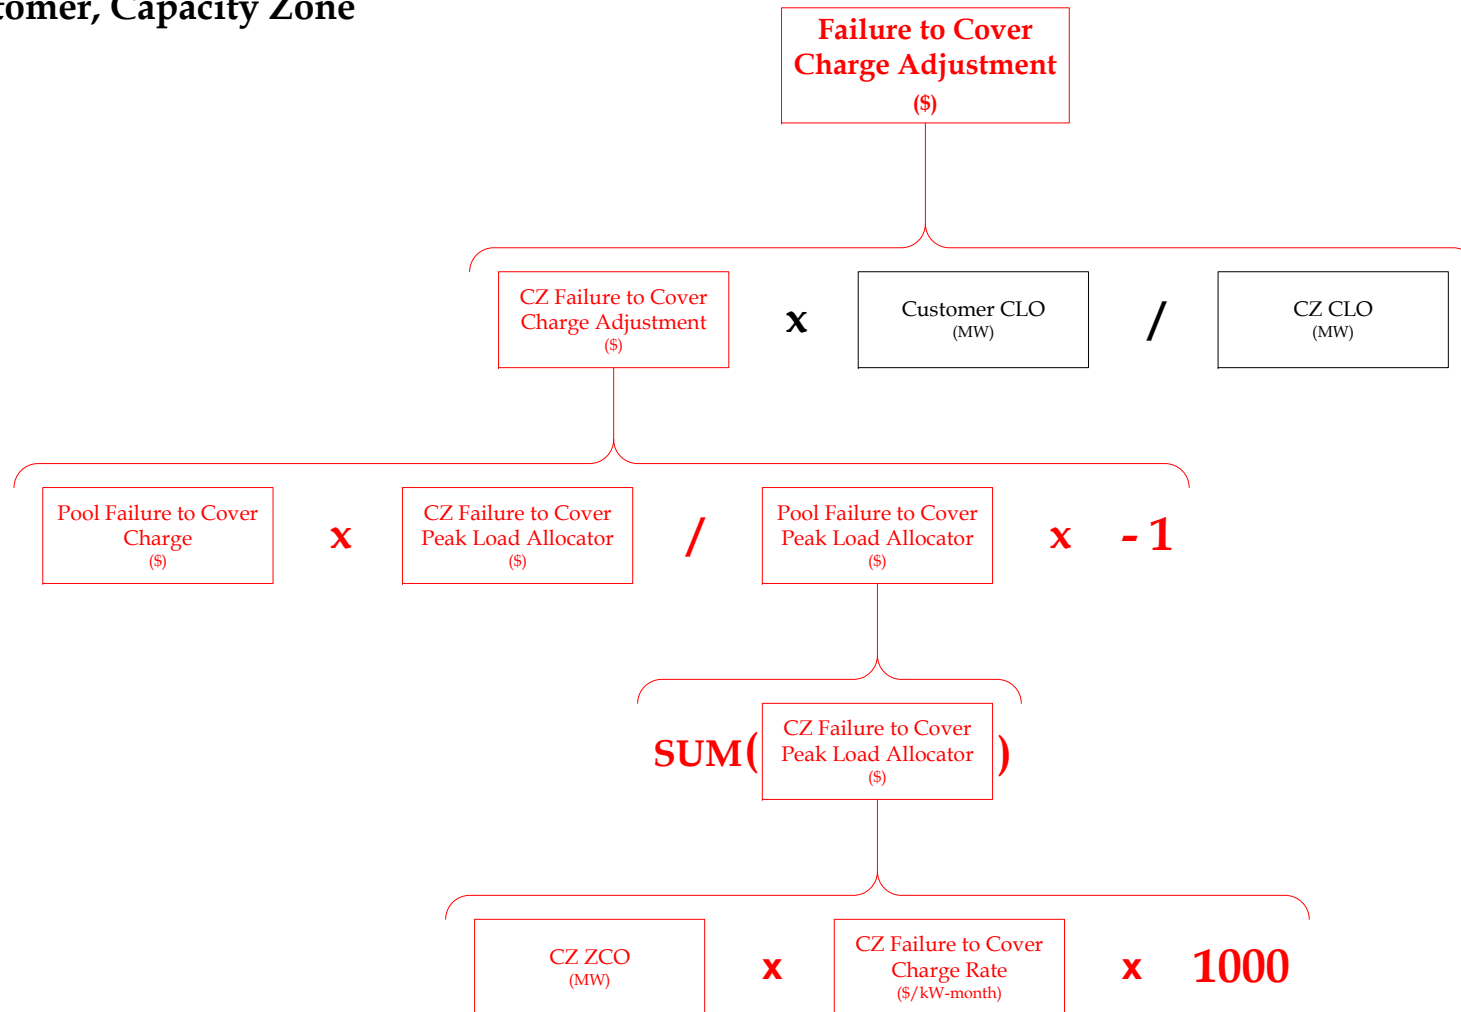 Capacity Zone
Failure to Cover
Charge Adjustment
($)
CZ Failure to Cover
Charge Adjustment
($)
x
Customer CLO
(MW)
/
CZ CLO
(MW)
Pool Failure to Cover
Charge
($)
x
CZ Failure to Cover
Peak Load Allocator
($)
/
Pool Failure to Cover
Peak Load Allocator
($)
x
- 1
SUM(
CZ Failure to Cover
Peak Load Allocator
($)
)
CZ ZCO
(MW)
x
CZ Failure to Cover
Charge Rate
($/kW-month)
x
1000